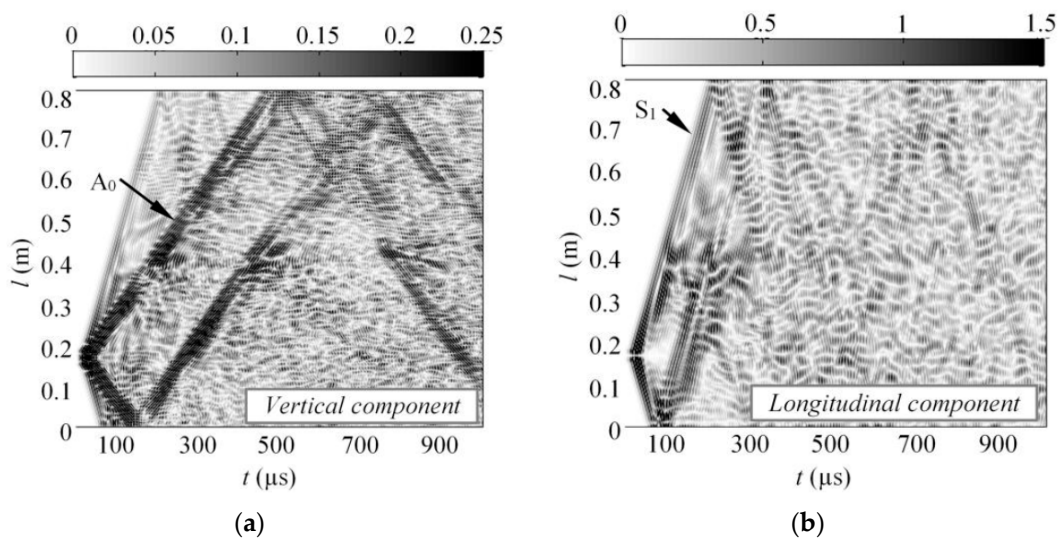 0 0.05 0.1 0.15 0.2 0.25
0.8
0.7
0.6
0.5
0.4
0.3
0.2
0.1
0
l (m)
A0
Vertical component
100 300 500 700 900
t (μs)
(a)
0 0.5 1 1.5
0.8
0.7
0.6
0.5
0.4
0.3
0.2
0.1
0
l (m)
S1
Longitudinal component
100 200 300 400 500 600 700 900
t (μs)
(b)